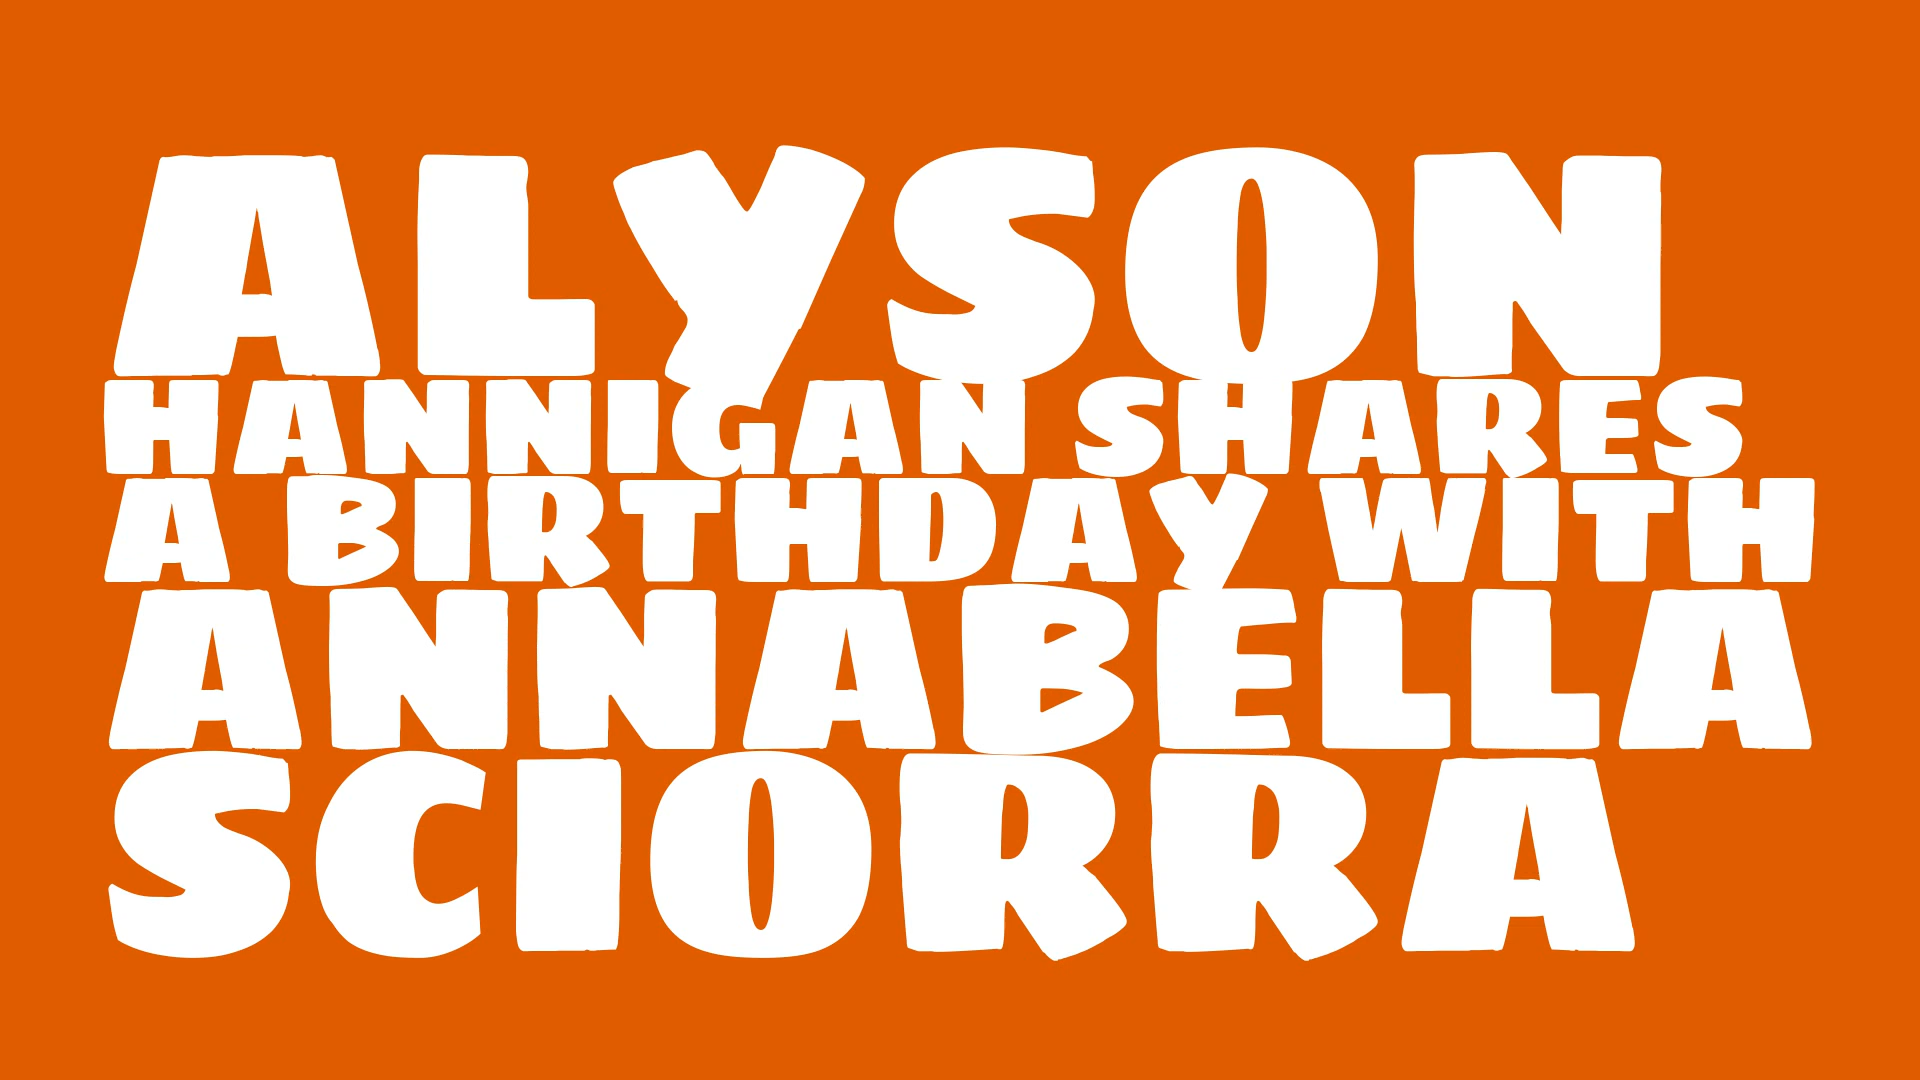 ALYSON
HANNIGAN SHARES
A BIRTHDAY WITH
ANNABELLA
SCIORRA